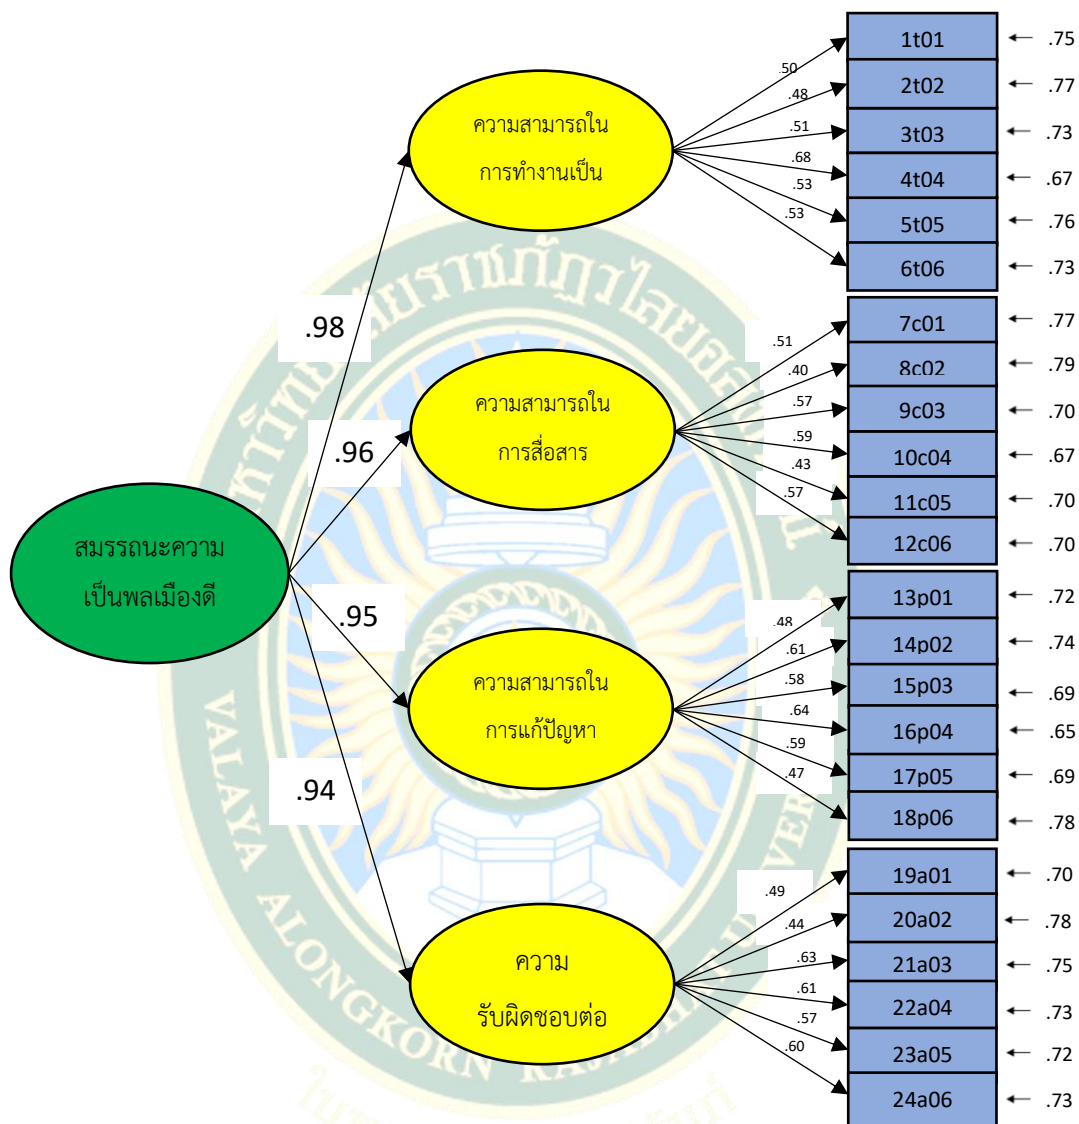 สมรรถนะความ
เป็นพลเมืองดี
.98
.96
.95
.94
ความสามารถใน
การทำงานเป็น
.50
.48
.51
.68
.53
.53
1t01
.75
2t02
.77
3t03
.73
4t04
.67
5t05
.76
6t06
.73
ความสามารถใน
การสื่อสาร
.51
.40
.57
.59
.43
.57
7c01
.77
8c02
.79
9c03
.70
10c04
.67
11c05
.70
12c06
.70
ความสามารถใน
การแก้ปัญหา
.48
.61
.58
.64
.59
.47
13p01
.72
14p02
.74
15p03
.69
16p04
.65
17p05
.69
18p06
.78
ความ
รับผิดชอบต่อ
.49
.44
.63
.61
.57
.60
19a01
.70
20a02
.78
21a03
.75
22a04
.73
23a05
.72
24a06
.73
VALAYA ALONGKORN